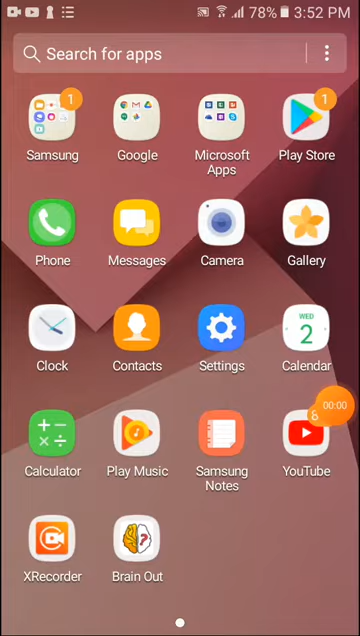 78% 3:52 PM
Search for apps
1 1
Samsung Google Microsoft Apps Play Store
Phone Messages Camera Gallery
WED
2
Clock Contacts Settings Calendar
00:00
8
Calculator Play Music Samsung Notes YouTube
XRecorder Brain Out